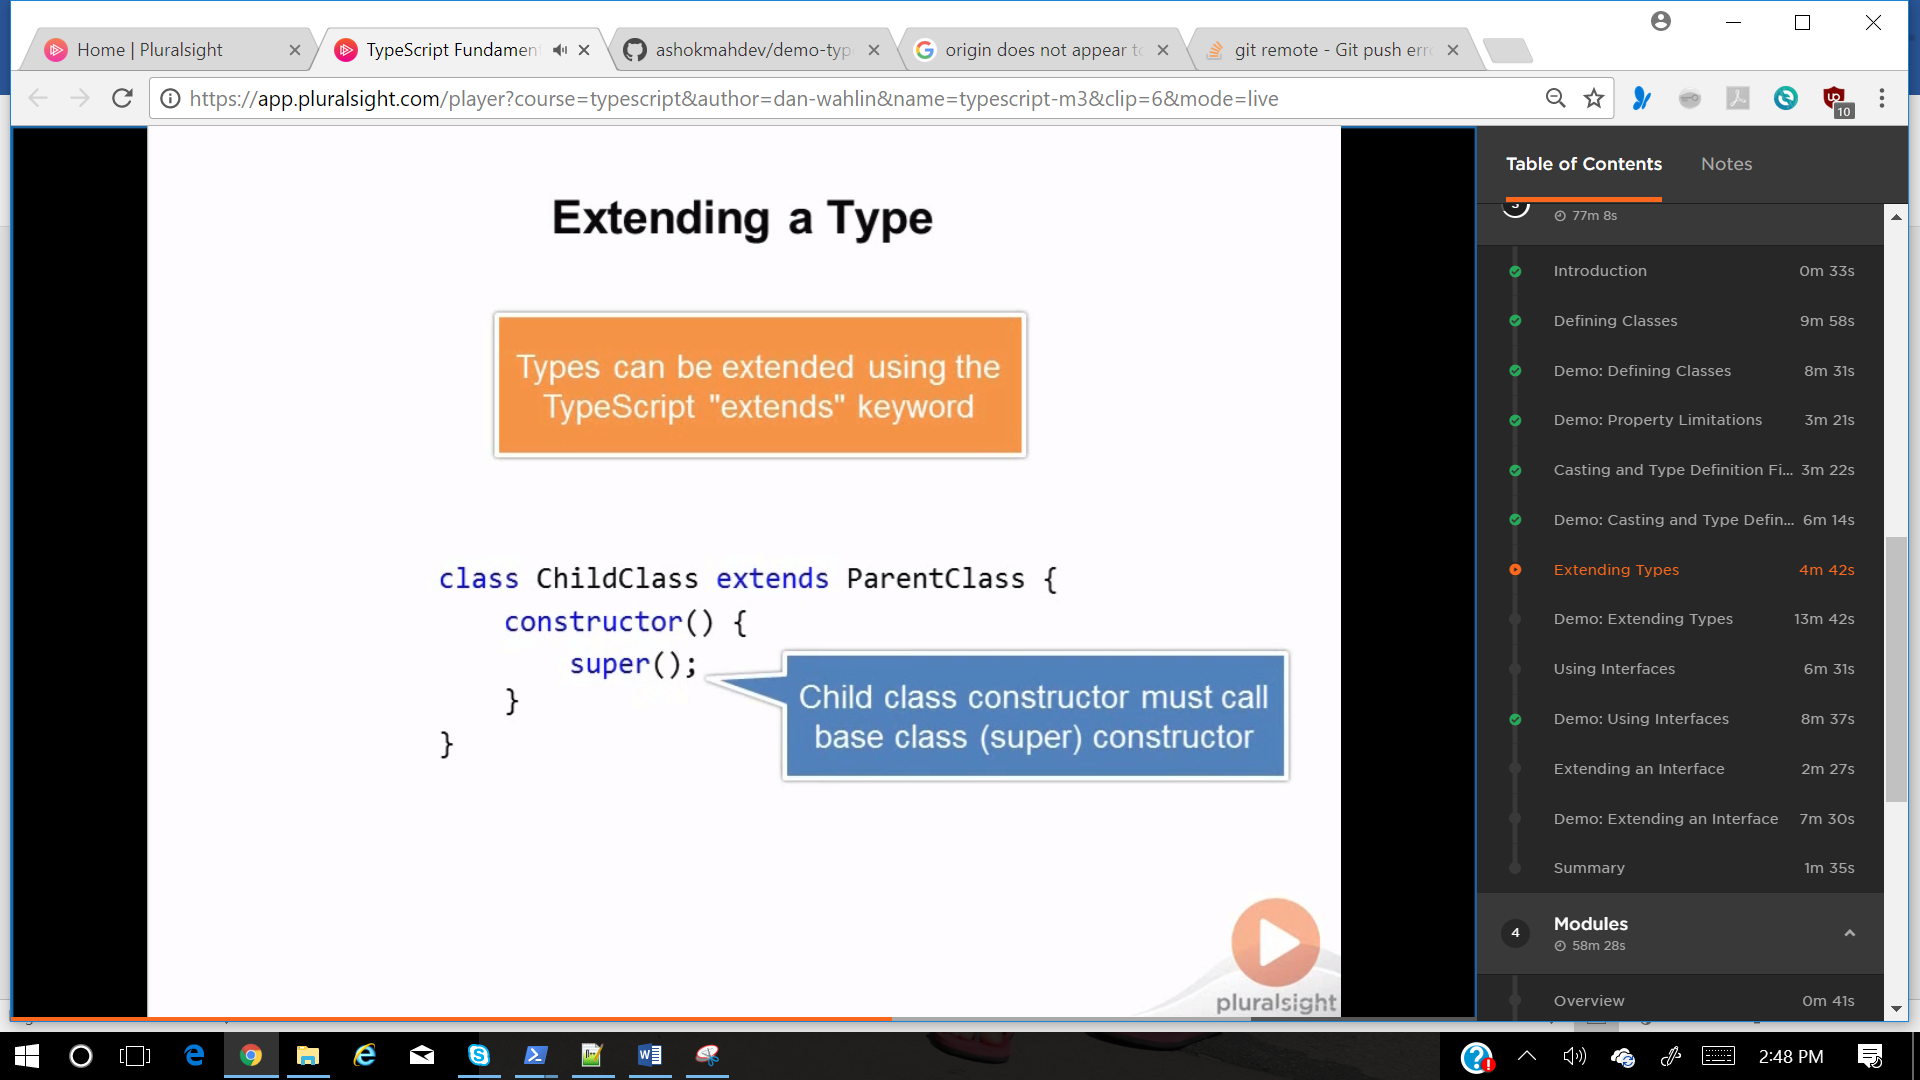 Home | Pluralsight
TypeScript Fundamen
ashokmahdev/demo-typ
origin does not appear to
git remote - Git push err
https://app.pluralsight.com/player?course=typescript&author=dan-wahlin&name=typescript-m3&clip=6&mode=live
10
Extending a Type
Types can be extended using the
TypeScript "extends" keyword
class ChildClass extends ParentClass {
constructor() {
super();
}
}
Child class constructor must call
base class (super) constructor
pluralsight
Table of Contents
Notes
77m 8s
Introduction 0m 33s
Defining Classes 9m 58s
Demo: Defining Classes 8m 31s
Demo: Property Limitations 3m 21s
Casting and Type Definition Fi... 3m 22s
Demo: Casting and Type Defin... 6m 14s
Extending Types 4m 42s
Demo: Extending Types 13m 42s
Using Interfaces 6m 31s
Demo: Using Interfaces 8m 37s
Extending an Interface 2m 27s
Demo: Extending an Interface 7m 30s
Summary 1m 35s
4 Modules
58m 28s
Overview 0m 41s
2:48 PM